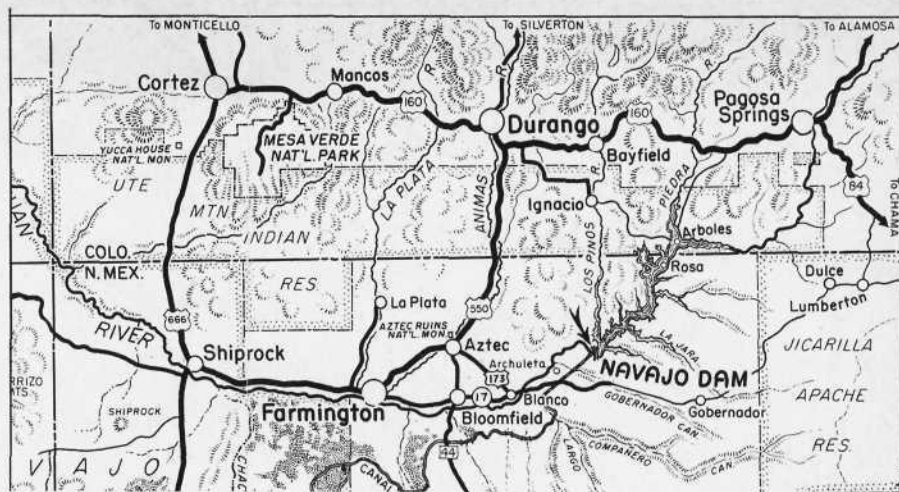 To MONTICELLO
To SILVERTON
To ALAMOSA
Cortez
Mancos
R.
R.
R.
160
Durango
160
Pagosa
Springs
YUCCA HOUSE
NAT'L. MON
MESA VERDE
NAT'L. PARK
Bayfield
LA PLATA
ANIMAS
R.
PIEDRA
84
To CHAMA
UTE
MTN
INDIAN
RES.
Ignacio
LOS PINOS
Arboles
JUAN
RIVER
COLO.
N. MEX.
Rosa
Dulce
Lumberton
La Plata
550
AZTEC RUINS
NAT'L. MON.
666
Aztec
LA JARA
JICARILLA
APACHE
RES.
Shiprock
Archuleta
173
NAVAJO DAM
Farmington
17
Blanco
Bloomfield
GOBERNADOR CAN.
Gobernador
SHIPROCK
COMPAÑERO
CAN.
LARGO
44
VAJO
CANAL